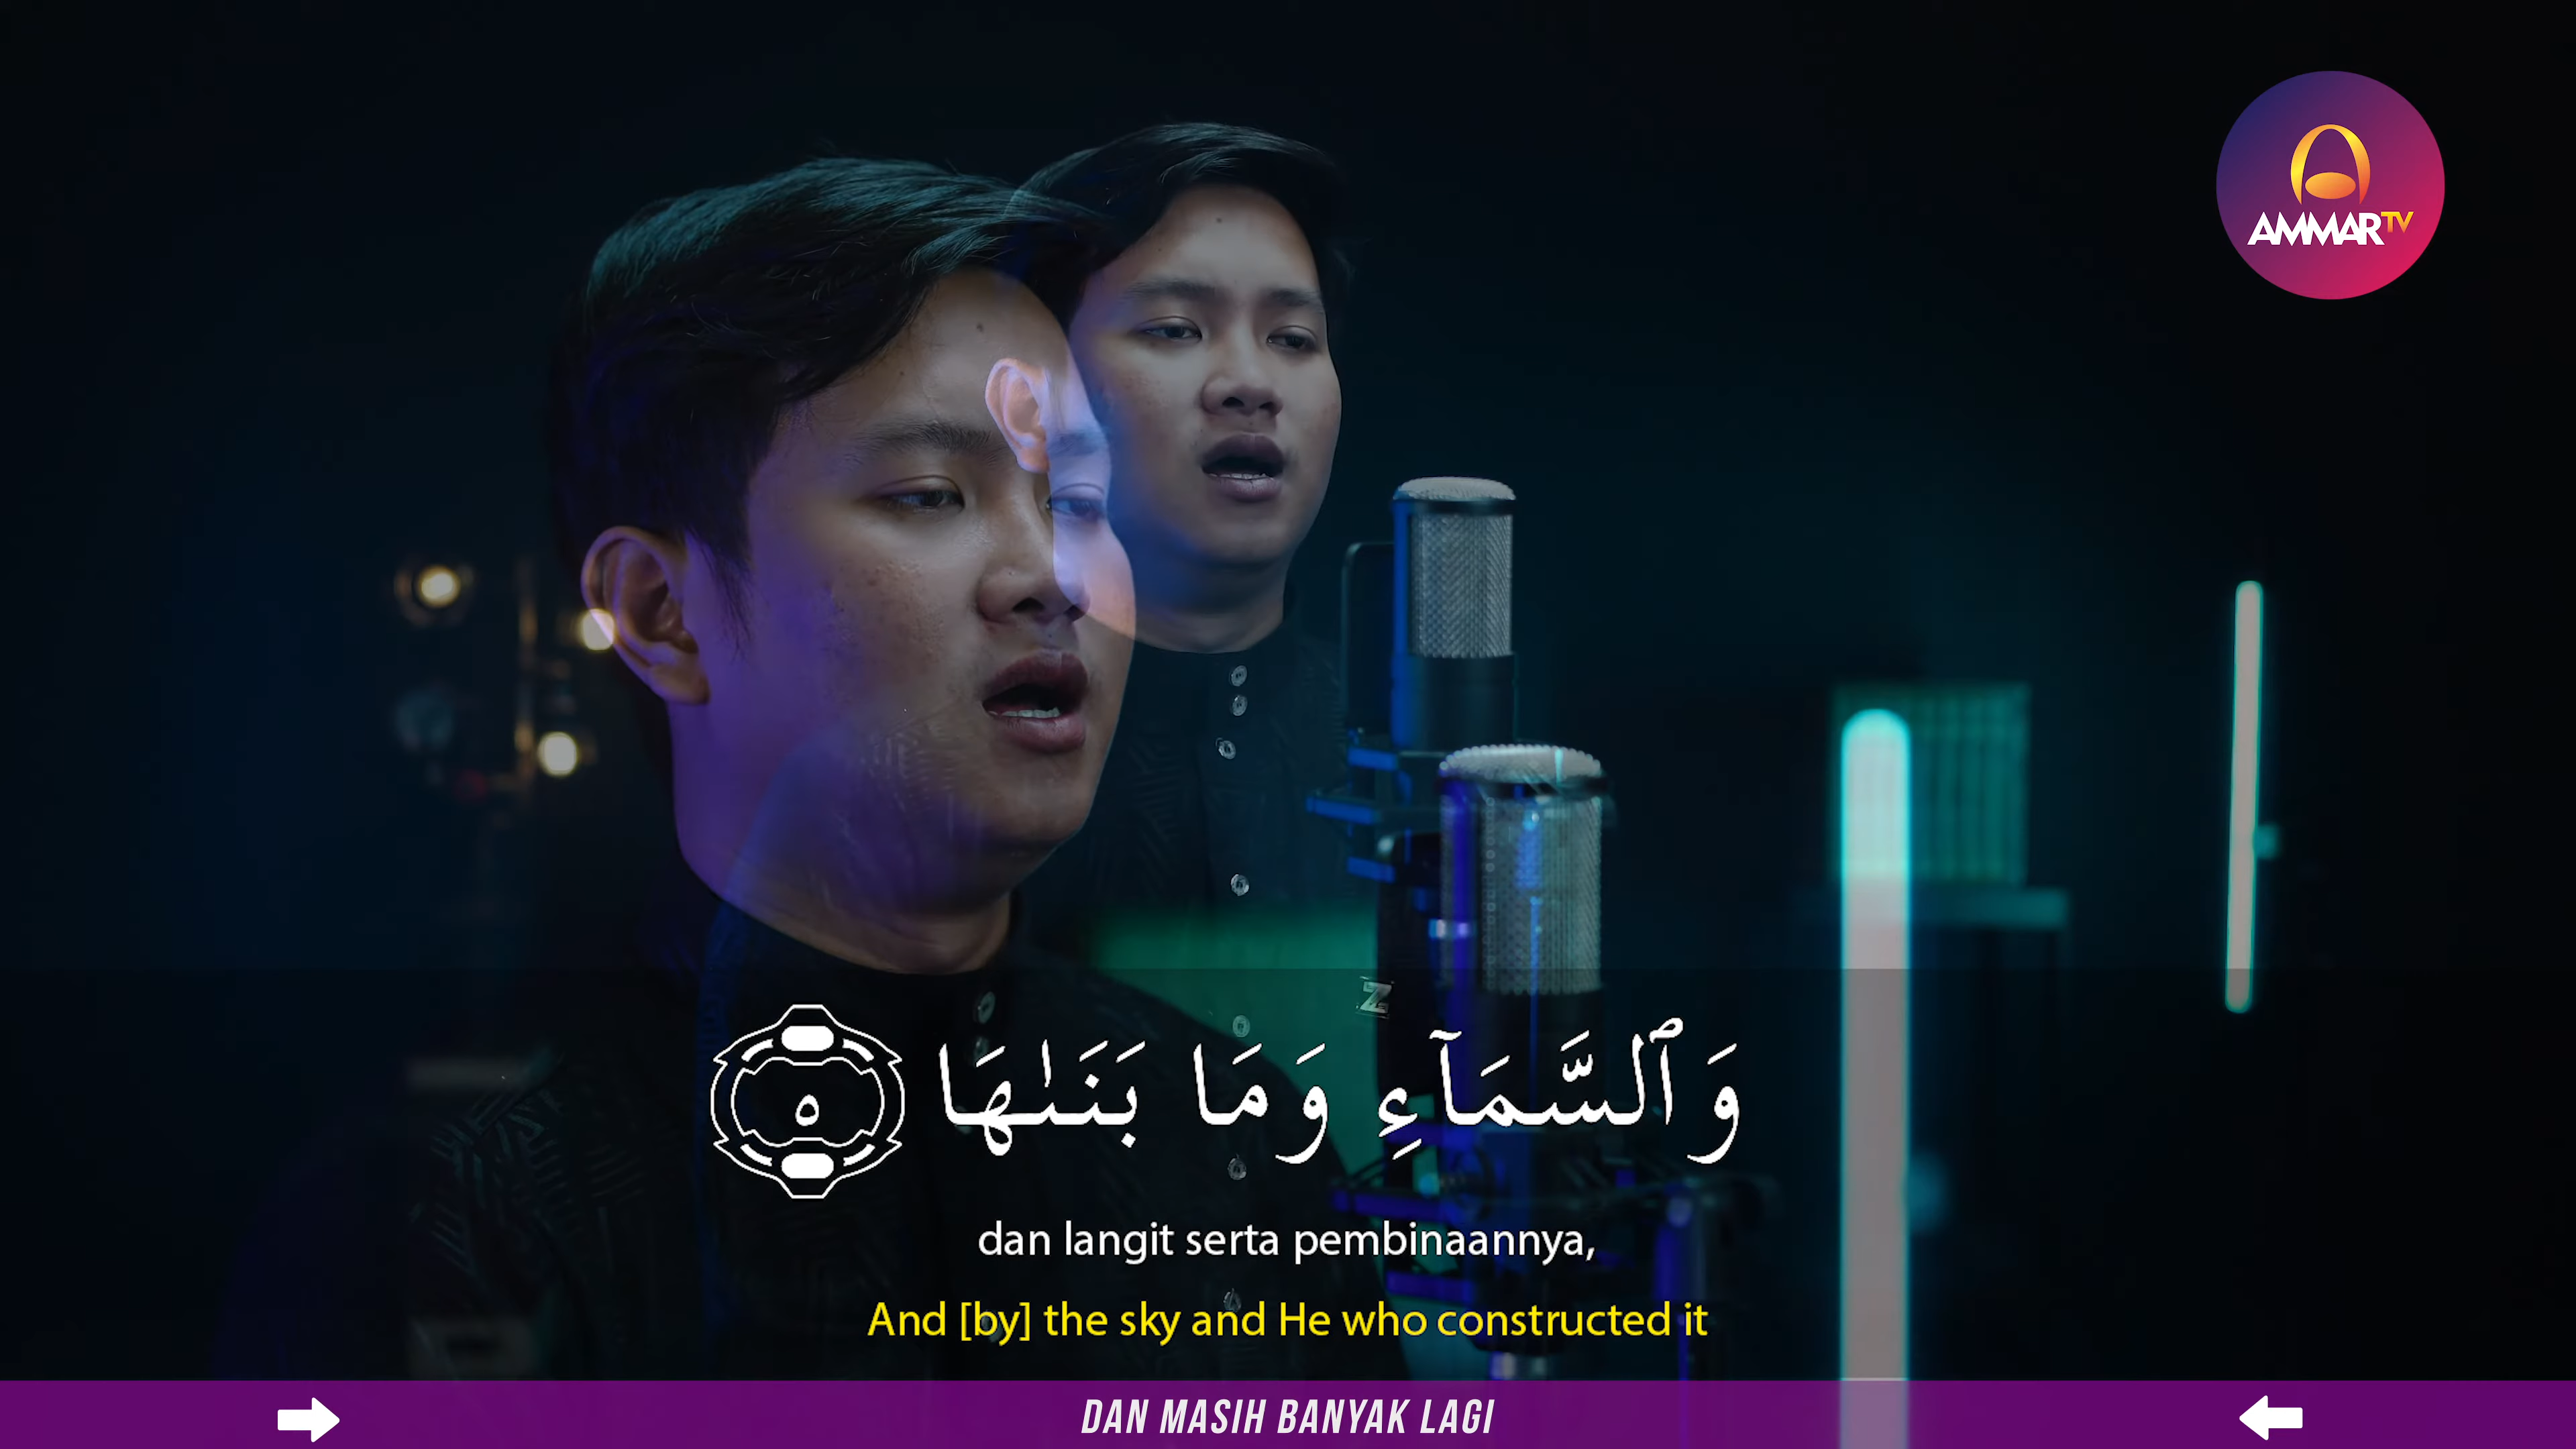 AMMARTV
Z
وَٱلسَّمَآءِ وَمَا بَنَىٰهَا ٥
dan langit serta pembinaannya,
And [by] the sky and He who constructed it
DAN MASIH BANYAK LAGI